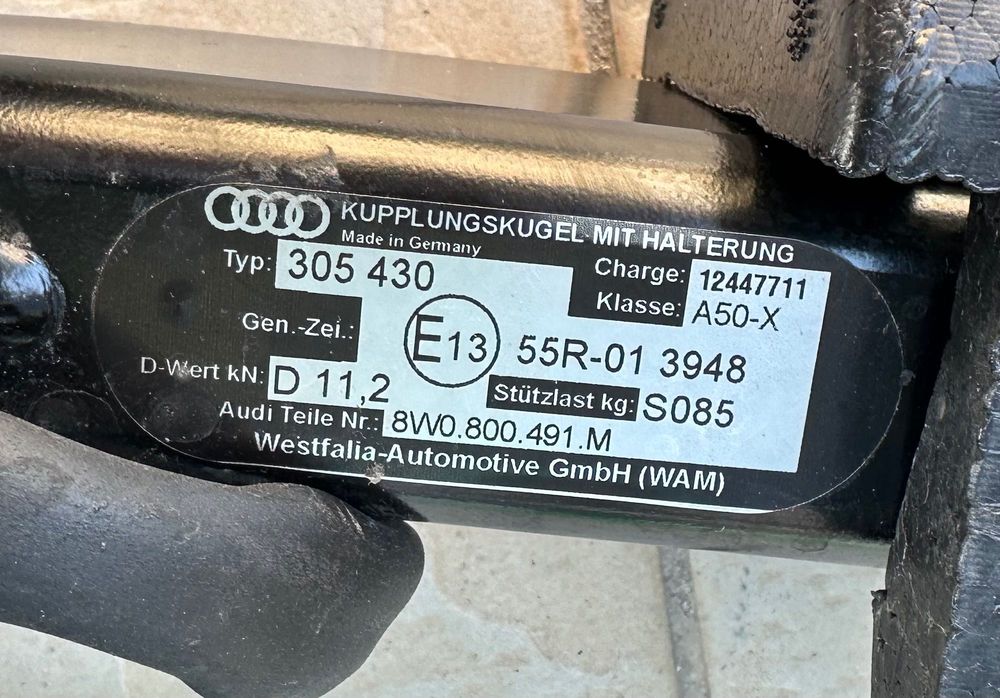 KUPPLUNGSKUGEL MIT HALTERUNG
Made in Germany
Typ: 305 430
Charge: 12447711
Klasse: A50-X
Gen.-Zei.: E13 55R-01 3948
D-Wert kN: D 11,2
Stützlast kg: S085
Audi Teile Nr.: 8W0.800.491.M
Westfalia-Automotive GmbH (WAM)